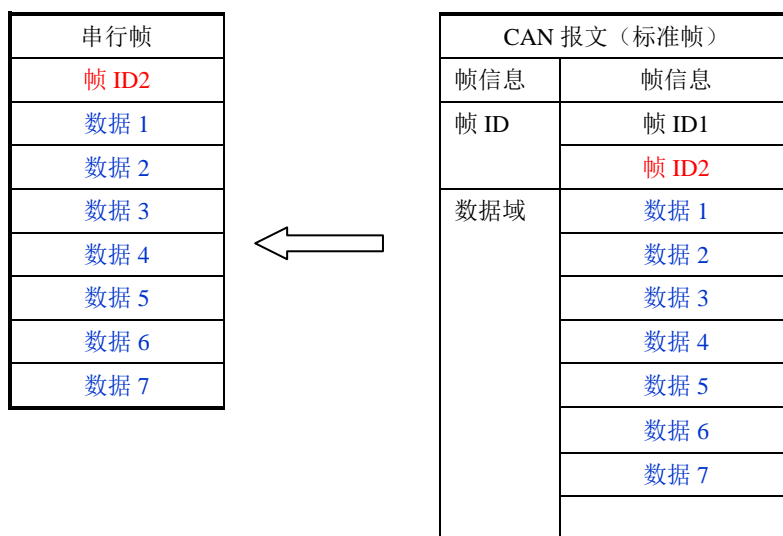 串行帧
帧 ID2
数据 1
数据 2
数据 3
数据 4
数据 5
数据 6
数据 7
CAN 报文（标准帧）
帧信息 帧信息
帧 ID 帧 ID1
帧 ID2
数据域 数据 1
数据 2
数据 3
数据 4
数据 5
数据 6
数据 7